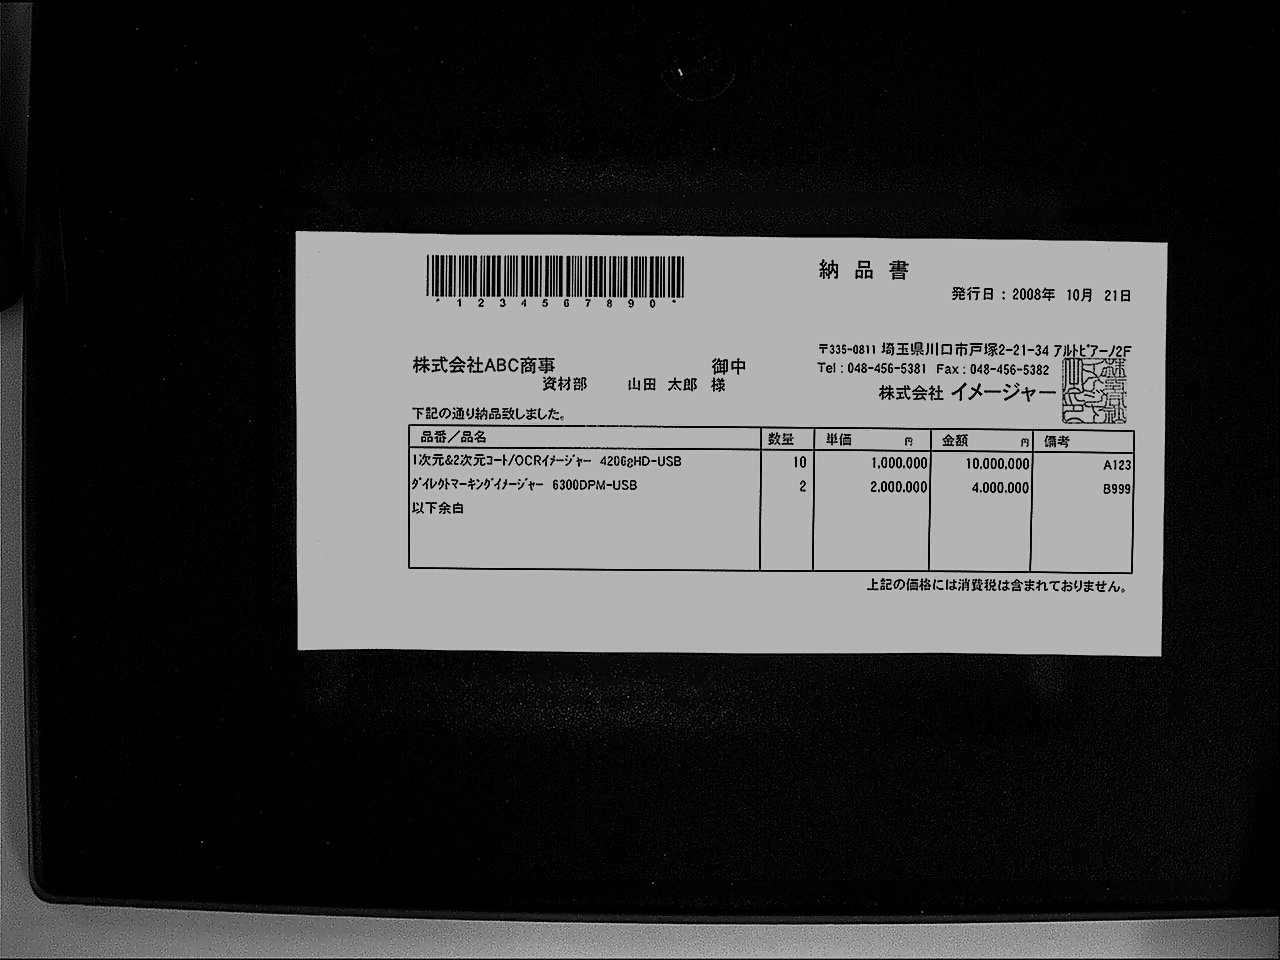 *1234567890*
納品書
発行日：2008年 10月 21日
〒335-0811 埼玉県川口市戸塚2-21-34 アルトピアーノ2F
Tel：048-456-5381 Fax：048-456-5382
株式会社 イメージャー
株式会社ABC商事 御中
資材部 山田 太郎 様
下記の通り納品致しました。
品番／品名 数量 単価 円 金額 円 備考
1次元&2次元コート/OCRイメージャー 4206gHD-USB 10 1,000,000 10,000,000 A123
ダイレクトマーキングイメージャー 6300DPM-USB 2 2,000,000 4,000,000 B999
以下余白
上記の価格には消費税は含まれておりません。